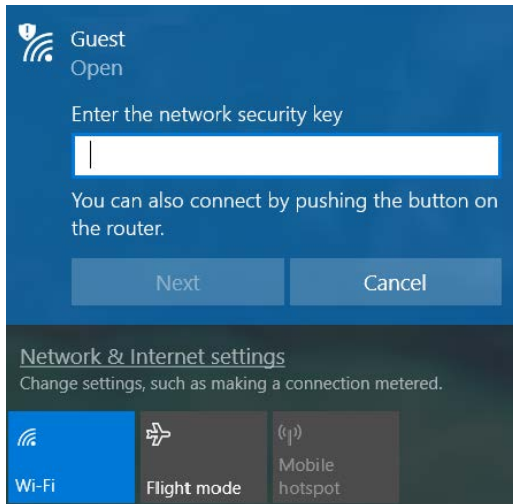 Guest
Open
Enter the network security key
You can also connect by pushing the button on
the router.
Next
Cancel
Network & Internet settings
Change settings, such as making a connection metered.
Wi-Fi
Flight mode
Mobile
hotspot